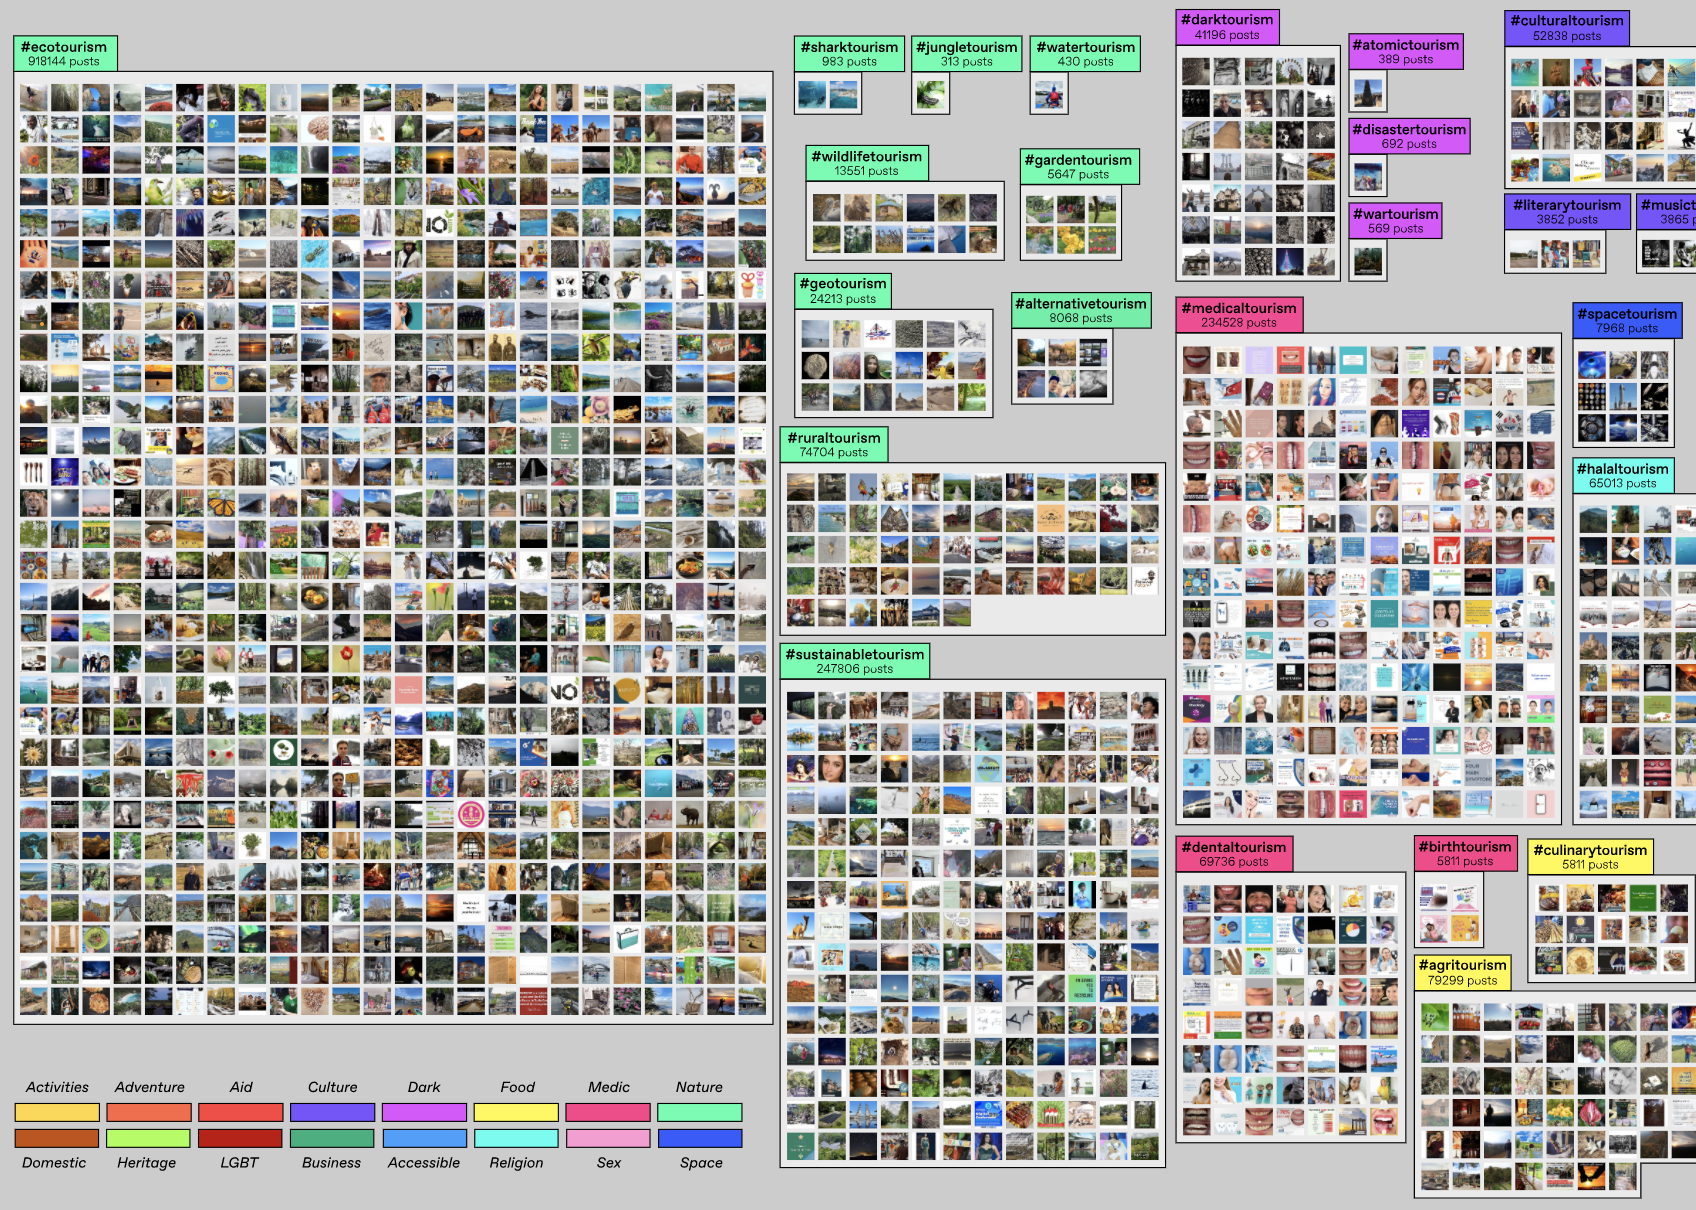 #ecotourism
918144 posts
#sharktourism
983 posts
#jungletourism
313 posts
#watertourism
430 posts
#wildlifetourism
13551 posts
#gardentourism
5647 posts
#geotourism
24213 posts
#alternativetourism
8068 posts
#ruraltourism
74704 posts
#sustainabletourism
247806 posts
#darktourism
41196 posts
#atomictourism
389 posts
#disastertourism
692 posts
#wartourism
569 posts
#culturaltourism
52838 posts
#literarytourism
3852 posts
#musict
3865 p
#medicaltourism
234528 posts
#spacetourism
7968 posts
#halaltourism
65013 posts
#dentaltourism
69736 posts
#birthtourism
5811 posts
#culinarytourism
5811 posts
#agritourism
79299 posts
Activities
Adventure
Aid
Culture
Dark
Food
Medic
Nature
Domestic
Heritage
LGBT
Business
Accessible
Religion
Sex
Space